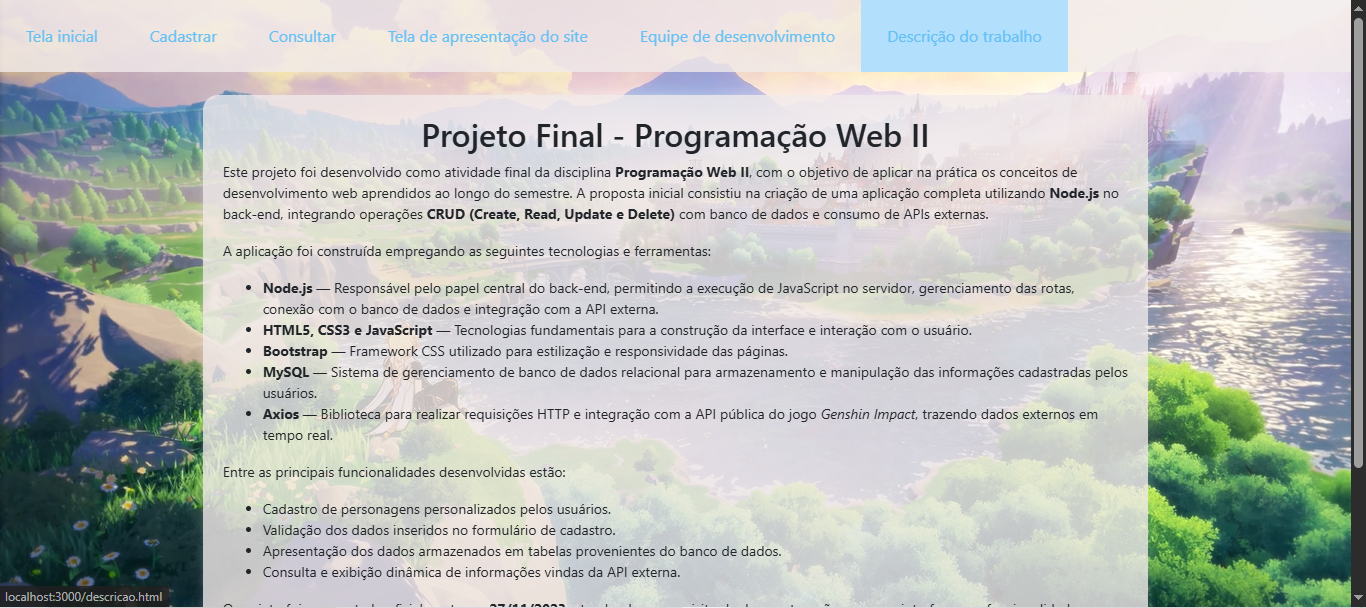 Tela inicial Cadastrar Consultar Tela de apresentação do site Equipe de desenvolvimento Descrição do trabalho
Projeto Final - Programação Web II
Este projeto foi desenvolvido como atividade final da disciplina Programação Web II, com o objetivo de aplicar na prática os conceitos de
desenvolvimento web aprendidos ao longo do semestre. A proposta inicial consistiu na criação de uma aplicação completa utilizando Node.js no
back-end, integrando operações CRUD (Create, Read, Update e Delete) com banco de dados e consumo de APIs externas.
A aplicação foi construída empregando as seguintes tecnologias e ferramentas:
• Node.js — Responsável pelo papel central do back-end, permitindo a execução de JavaScript no servidor, gerenciamento das rotas,
conexão com o banco de dados e integração com a API externa.
• HTML5, CSS3 e JavaScript — Tecnologias fundamentais para a construção da interface e interação com o usuário.
• Bootstrap — Framework CSS utilizado para estilização e responsividade das páginas.
• MySQL — Sistema de gerenciamento de banco de dados relacional para armazenamento e manipulação das informações cadastradas pelos
usuários.
• Axios — Biblioteca para realizar requisições HTTP e integração com a API pública do jogo Genshin Impact, trazendo dados externos em
tempo real.
Entre as principais funcionalidades desenvolvidas estão:
• Cadastro de personagens personalizados pelos usuários.
• Validação dos dados inseridos no formulário de cadastro.
• Apresentação dos dados armazenados em tabelas provenientes do banco de dados.
• Consulta e exibição dinâmica de informações vindas da API externa.
27/11/2023
localhost:3000/descricao.html